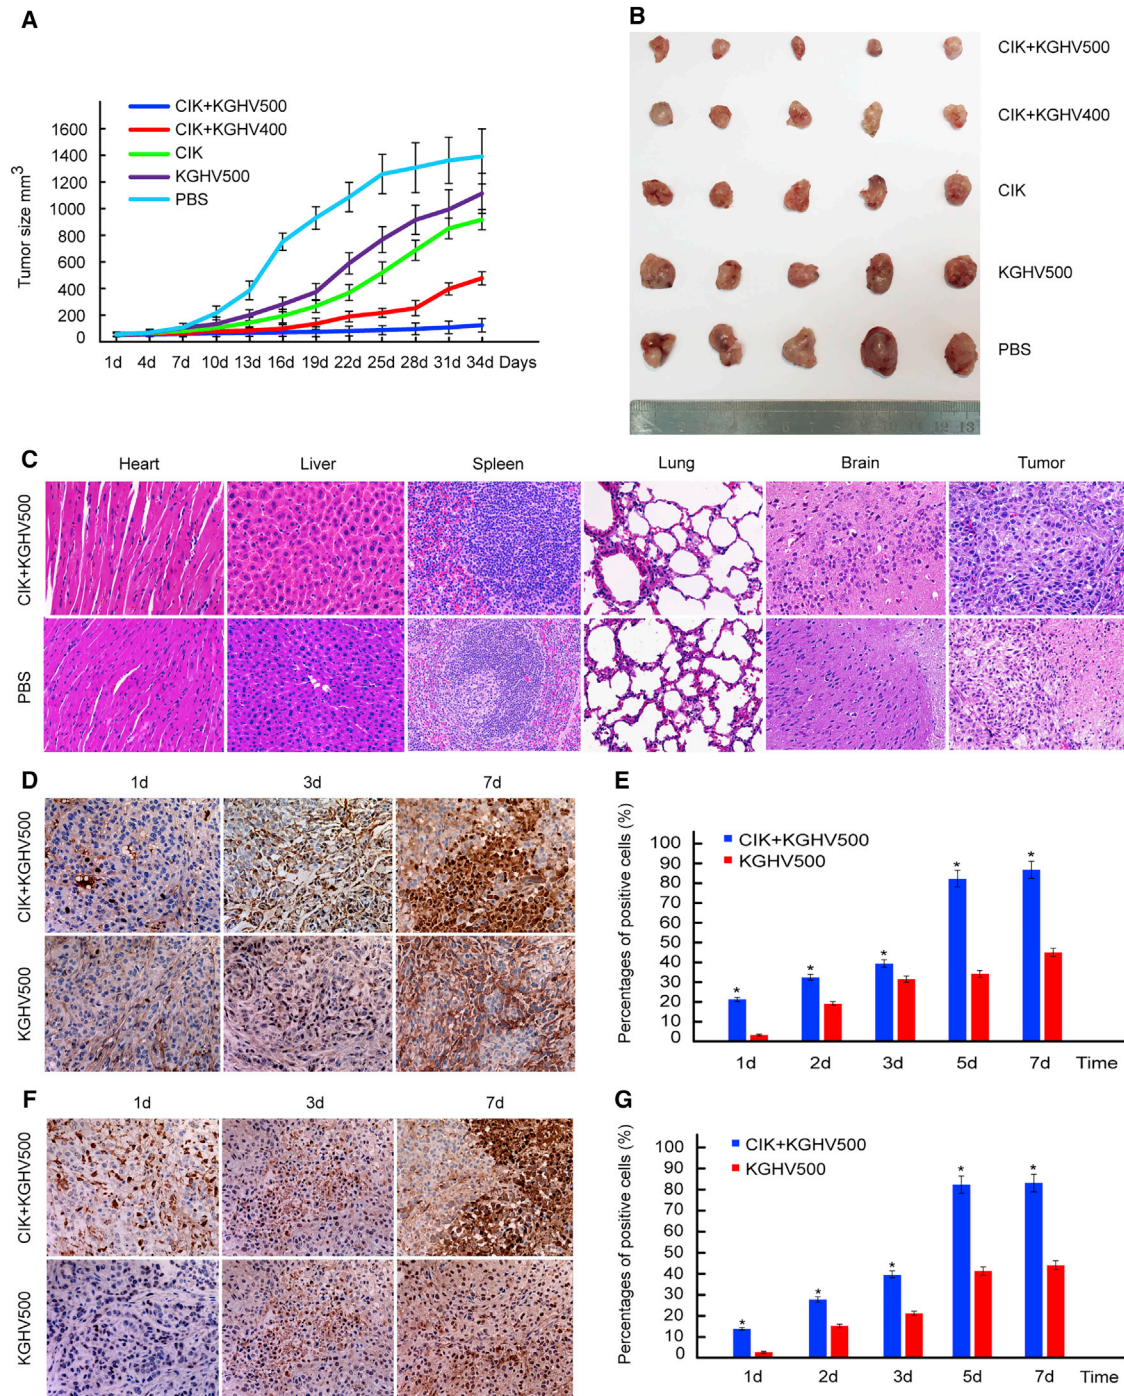 A
CIK+KGHV500
CIK+KGHV400
CIK
KGHV500
PBS
Tumor size mm3
1600
1400
1200
1000
800
600
400
200
0
1d 4d 7d 10d 13d 16d 19d 22d 25d 28d 31d 34d Days
B
CIK+KGHV500
CIK+KGHV400
CIK
KGHV500
PBS
C
Heart Liver Spleen Lung Brain Tumor
CIK+KGHV500
PBS
D
1d 3d 7d
CIK+KGHV500
KGHV500
E
CIK+KGHV500
KGHV500
Percentages of positive cells (%)
100
90
80
70
60
50
40
30
20
10
0
* * * * *
1d 2d 3d 5d 7d Time
F
1d 3d 7d
CIK+KGHV500
KGHV500
G
CIK+KGHV500
KGHV500
Percentages of positive cells (%)
100
90
80
70
60
50
40
30
20
10
0
* * * * *
1d 2d 3d 5d 7d Time